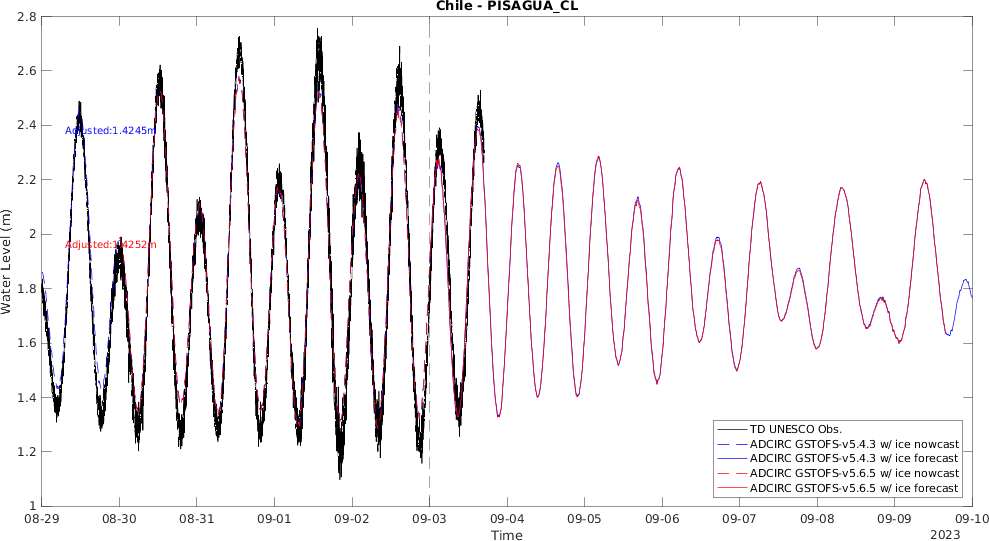 Chile - PISAGUA_CL
2.8
2.6
2.4
2.2
2
1.8
1.6
1.4
1.2
1
Water Level (m)
Adjusted:1.4245m
Adjusted:1.4252m
TD UNESCO Obs.
ADCIRC GSTOFS-v5.4.3 w/ ice nowcast
ADCIRC GSTOFS-v5.4.3 w/ ice forecast
ADCIRC GSTOFS-v5.6.5 w/ ice nowcast
ADCIRC GSTOFS-v5.6.5 w/ ice forecast
08-29 08-30 08-31 09-01 09-02 09-03 09-04 09-05 09-06 09-07 09-08 09-09 09-10
Time
2023